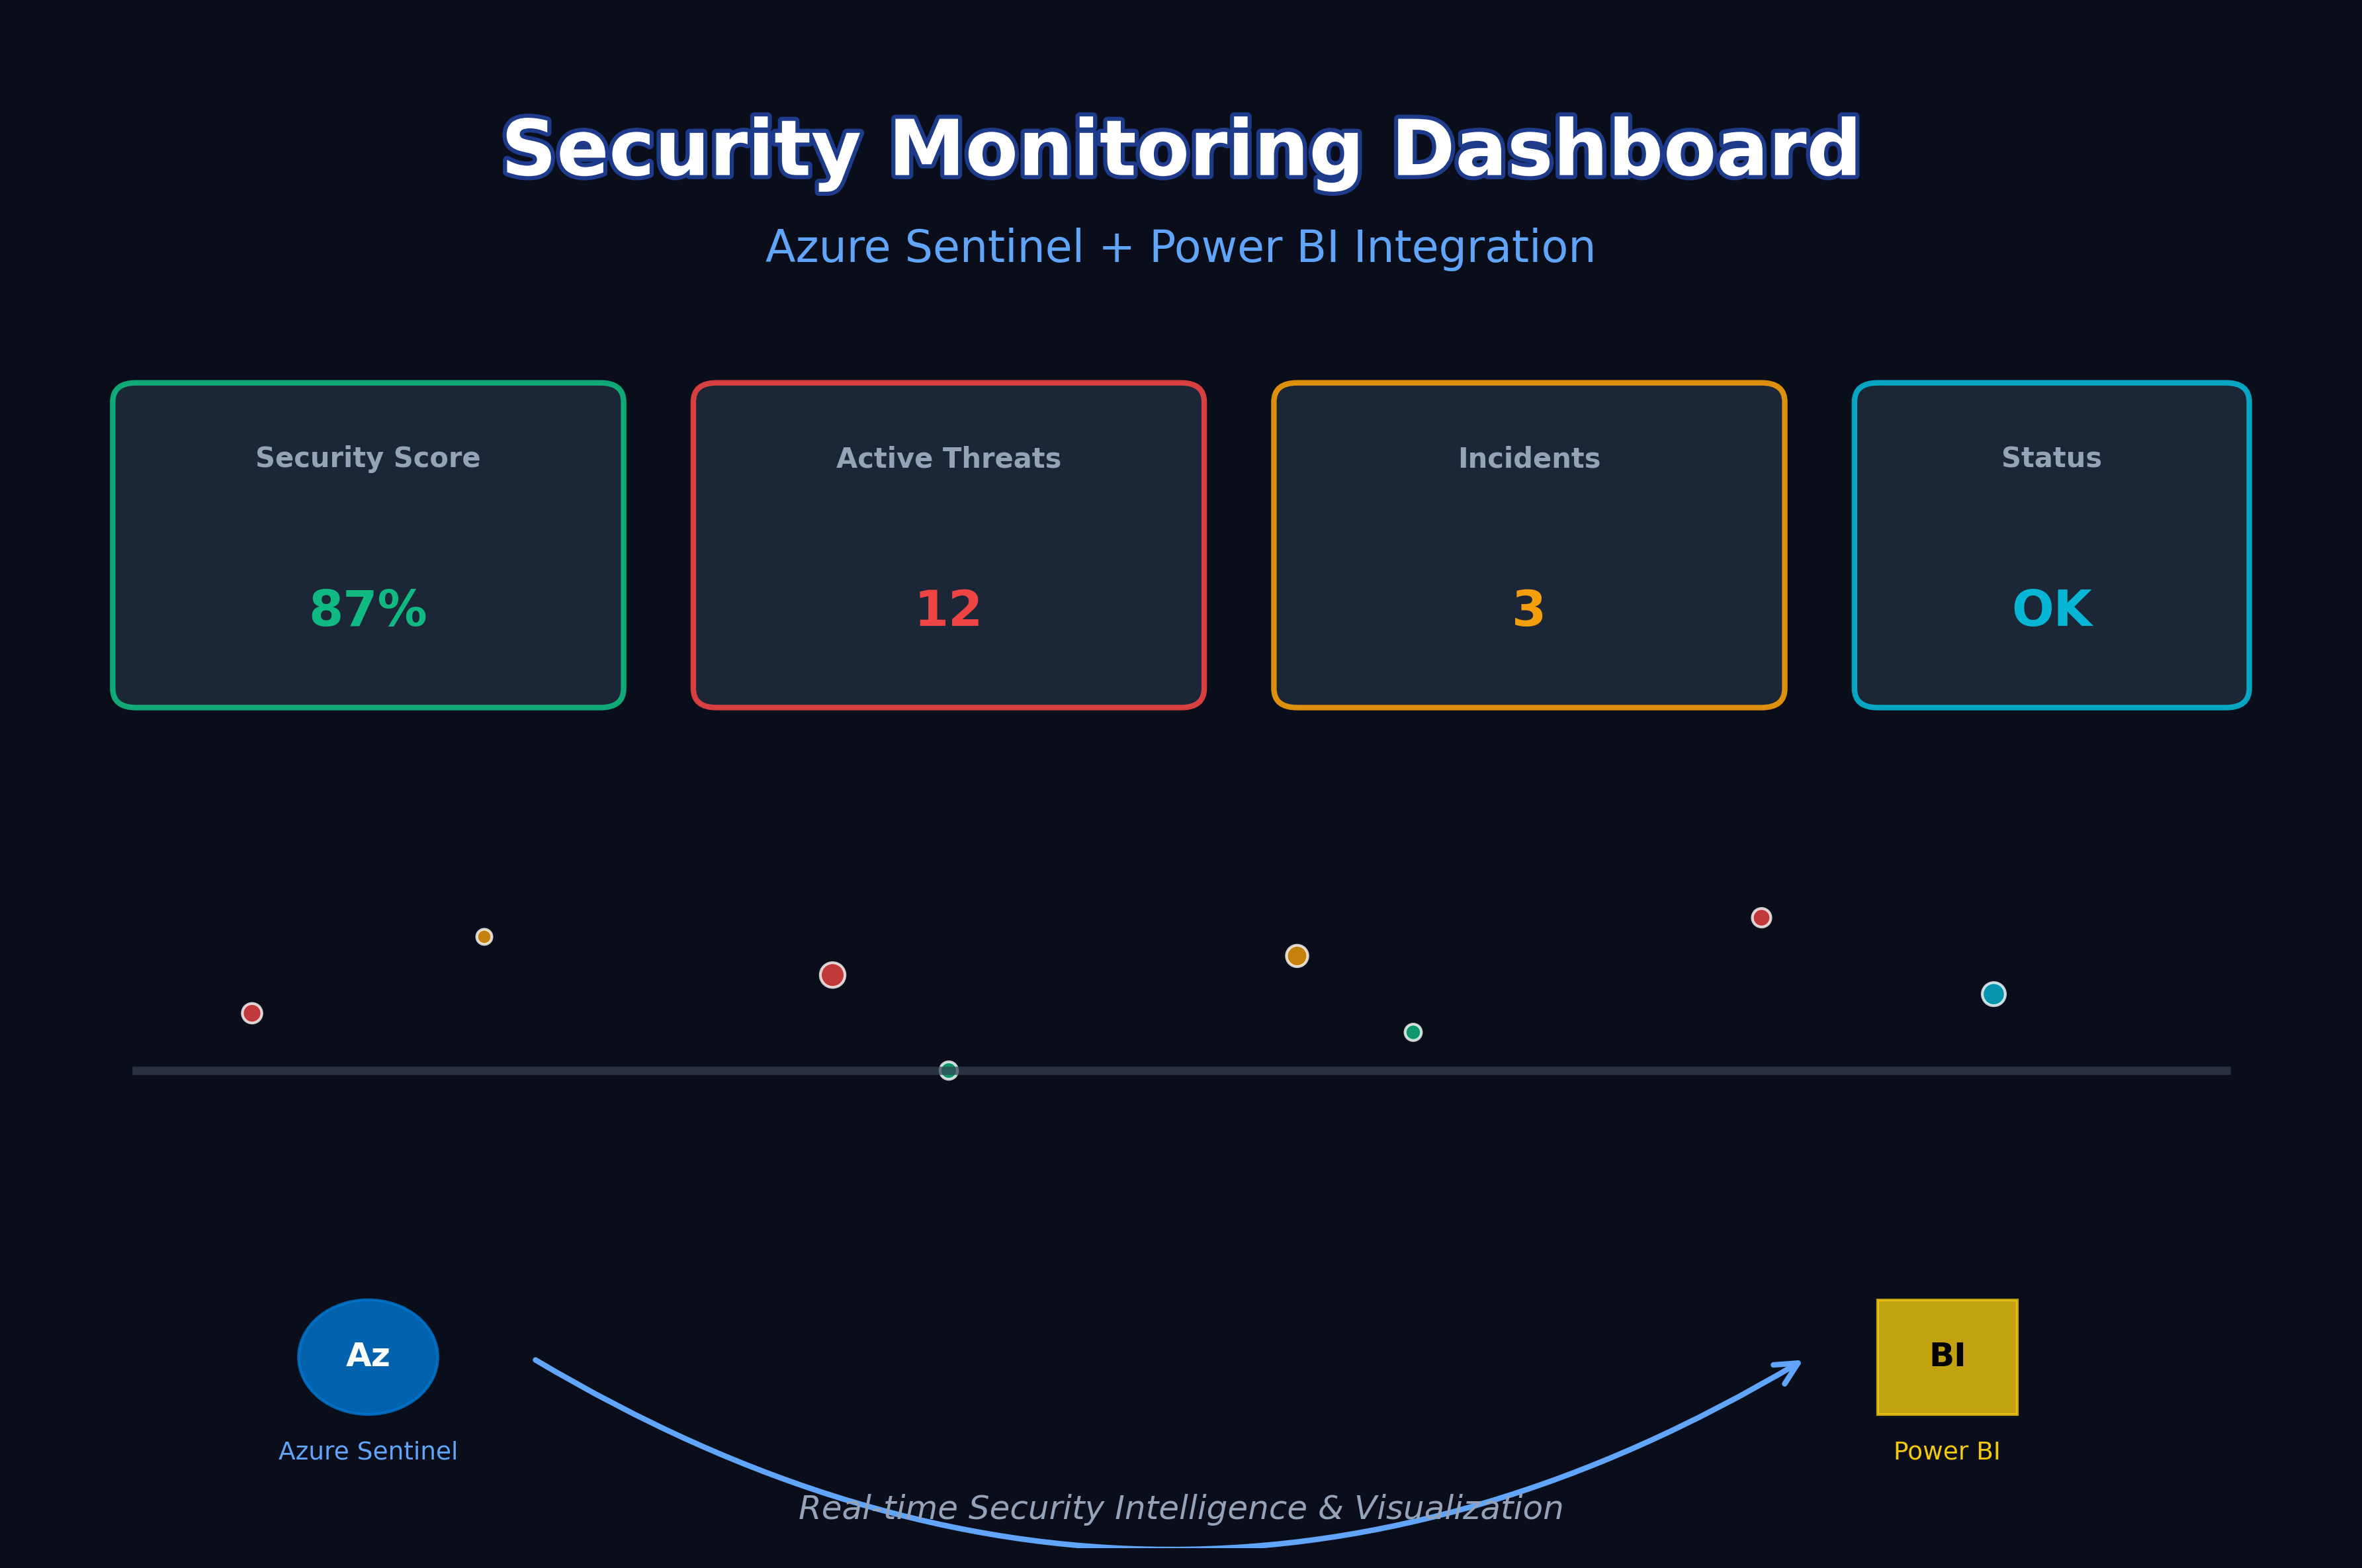 Security Monitoring Dashboard
Azure Sentinel + Power BI Integration
Security Score
87%
Active Threats
12
Incidents
3
Status
OK
Az
Azure Sentinel
BI
Power BI
Real-time Security Intelligence & Visualization